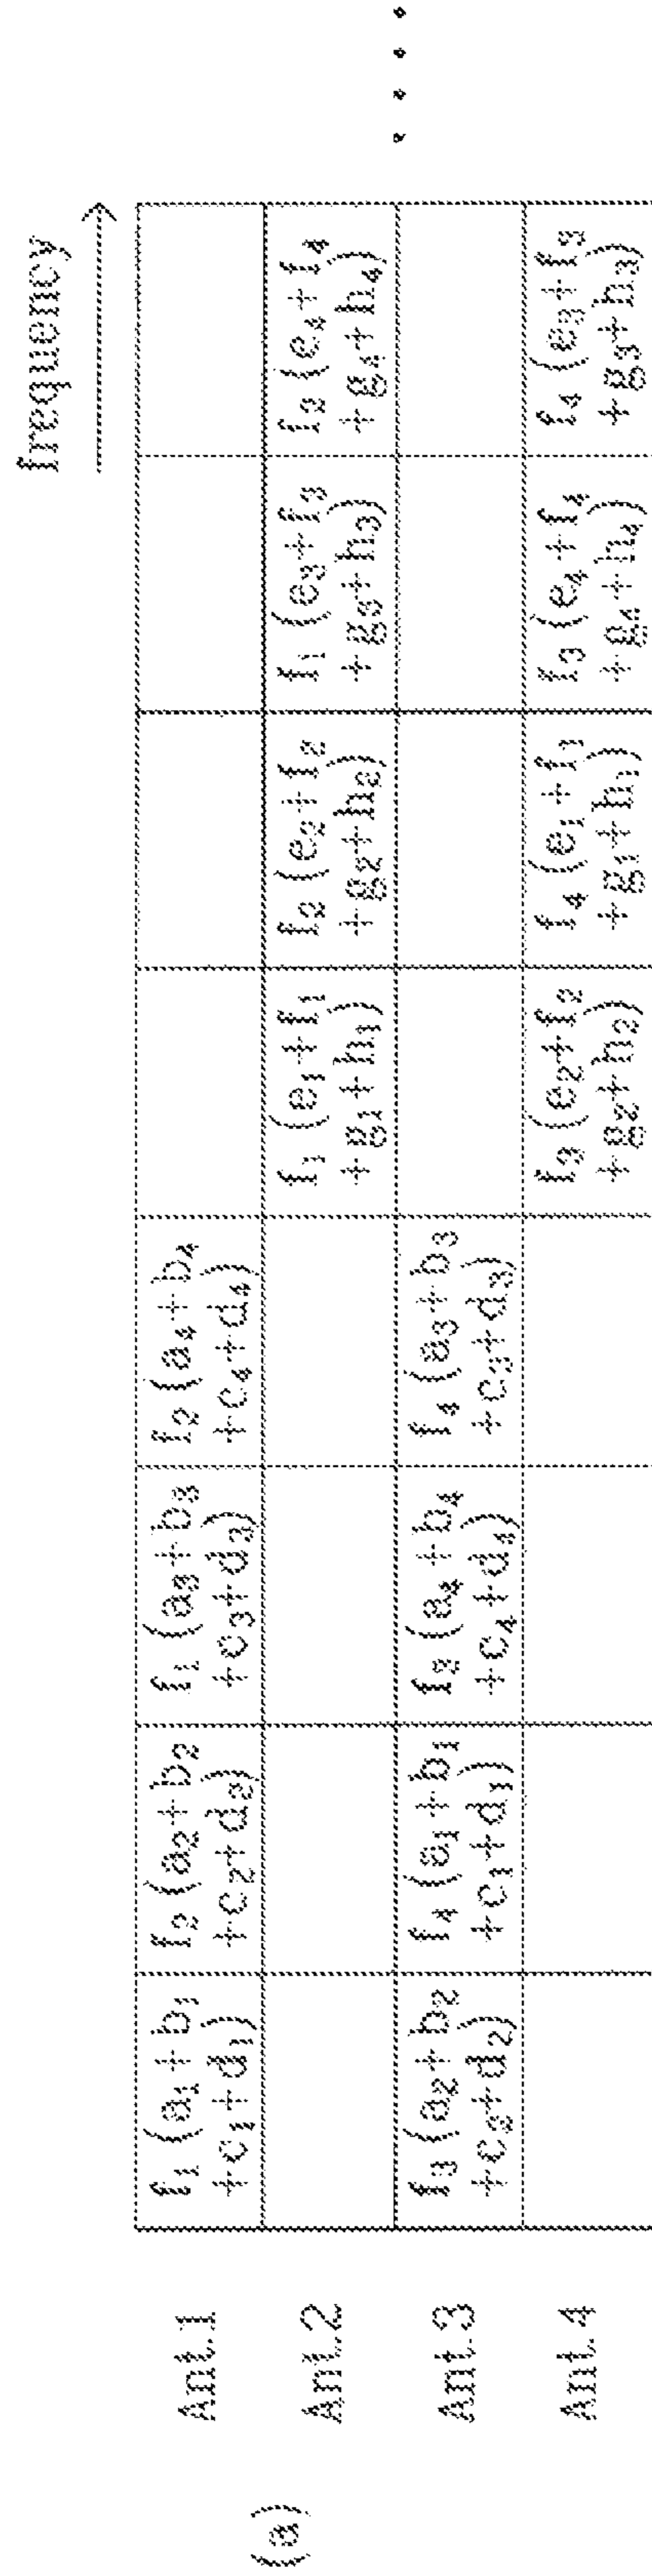 frequency
(a)
Ant.1
f₁ (a₁+b₁
+c₁+d₁)
f₂ (a₂+b₂
+c₂+d₂)
f₁ (a₃+b₃
+c₃+d₃)
f₂ (a₄+b₄
+c₄+d₄)
Ant.2
f₁ (e₁+f₁
+g₁+h₁)
f₂ (e₂+f₂
+g₂+h₂)
f₁ (e₃+f₃
+g₃+h₃)
f₂ (e₄+f₄
+g₄+h₄)
Ant.3
f₃ (a₂+b₂
+c₂+d₂)
f₄ (a₁+b₁
+c₁+d₁)
f₃ (a₄+b₄
+c₄+d₄)
f₄ (a₃+b₃
+c₃+d₃)
Ant.4
f₃ (e₂+f₂
+g₂+h₂)
f₄ (e₁+f₁
+g₁+h₁)
f₃ (e₄+f₄
+g₄+h₄)
f₄ (e₃+f₃
+g₃+h₃)